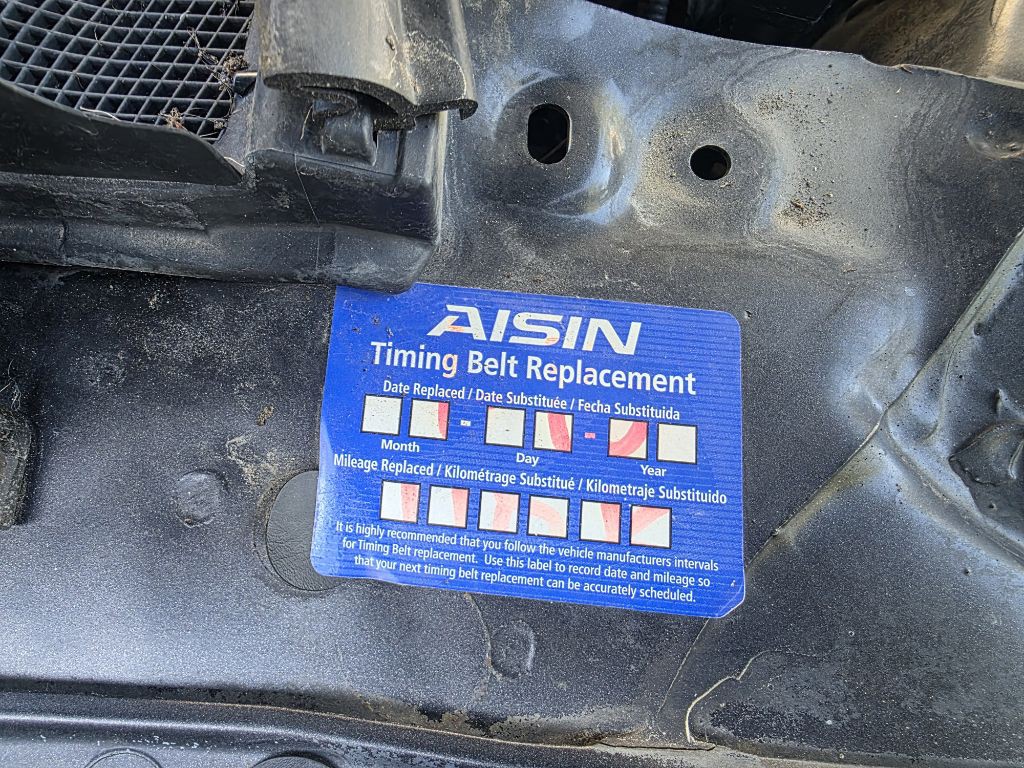 AISIN
Timing Belt Replacement
Date Replaced / Date Substituée / Fecha Substituida
- -
Month Day Year
Mileage Replaced / Kilométrage Substitué / Kilometraje Substituido
It is highly recommended that you follow the vehicle manufacturers intervals
for Timing Belt replacement. Use this label to record date and mileage so
that your next timing belt replacement can be accurately scheduled.